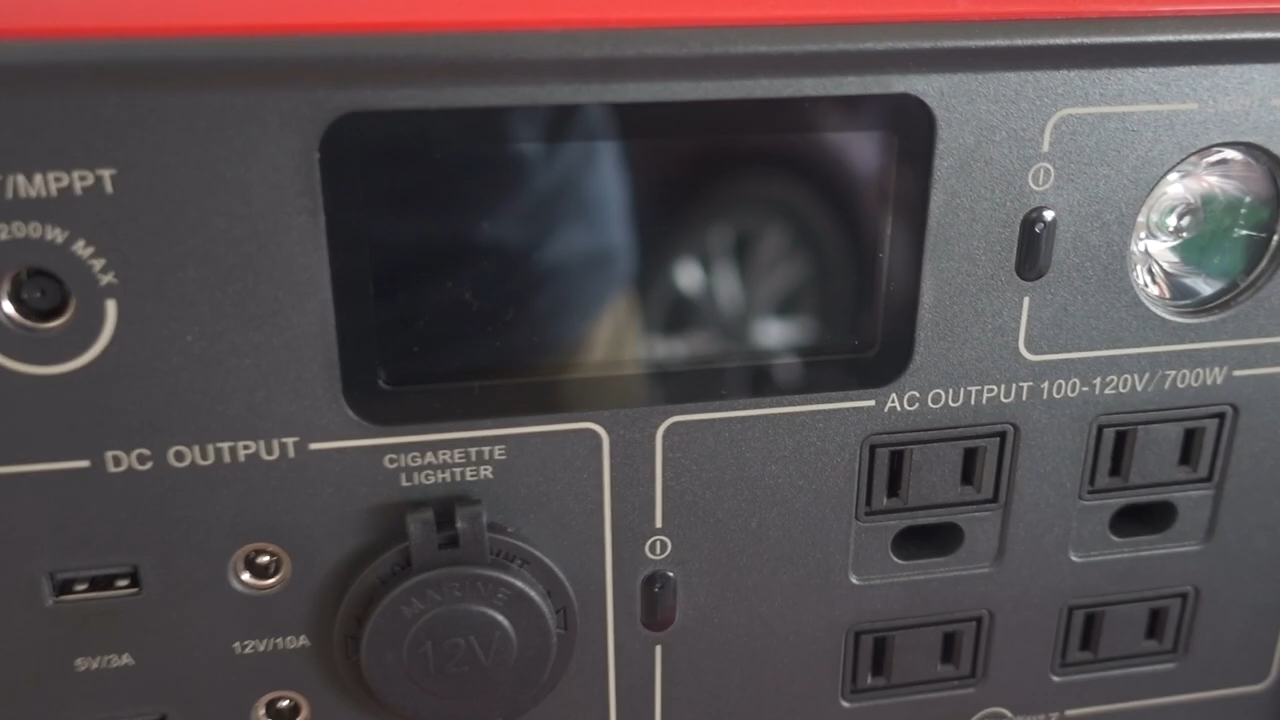 /MPPT
200W MAX
AC OUTPUT 100-120V/700W
DC OUTPUT
CIGARETTE
LIGHTER
MARINE
12V
12V/10A
5V/3A